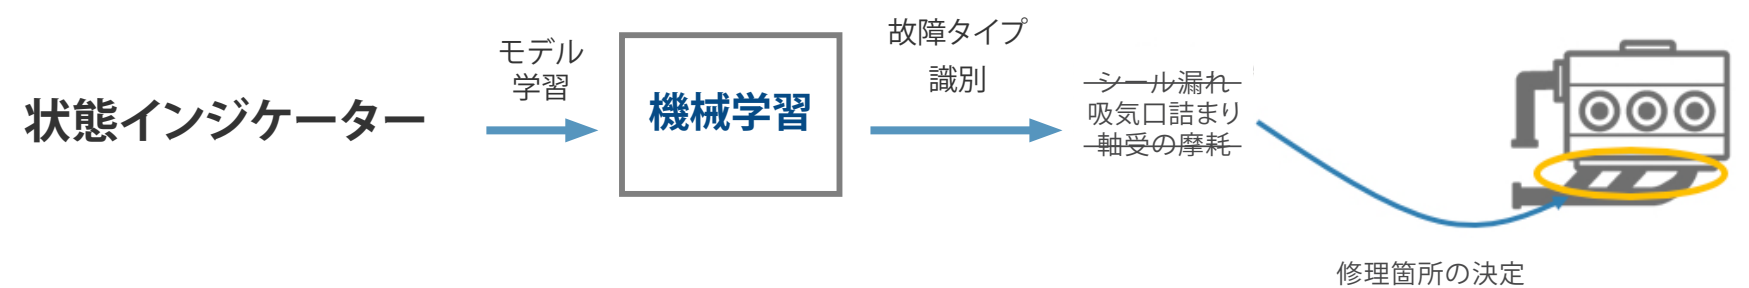 状態インジケーター
モデル
学習
機械学習
故障タイプ
識別
シール漏れ
吸気口詰まり
軸受の摩耗
修理箇所の決定